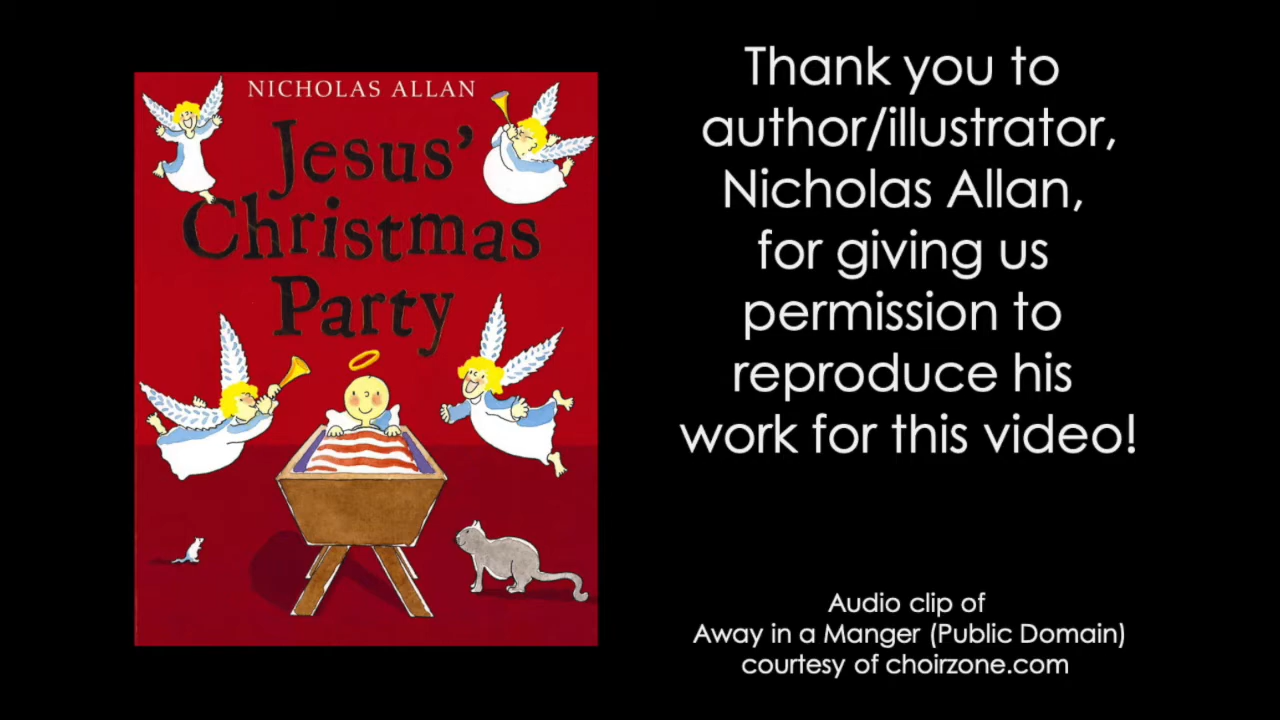 NICHOLAS ALLAN
Jesus'
Christmas
Party
Thank you to
author/illustrator,
Nicholas Allan,
for giving us
permission to
reproduce his
work for this video!
Audio clip of
Away in a Manger (Public Domain)
courtesy of choirzone.com